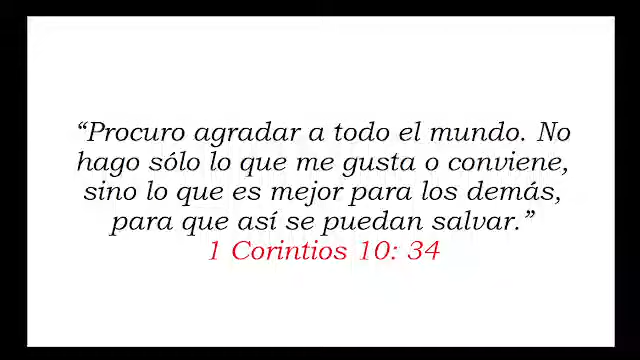 “Procuro agradar a todo el mundo. No
hago sólo lo que me gusta o conviene,
sino lo que es mejor para los demás,
para que así se puedan salvar.”
1 Corintios 10: 34